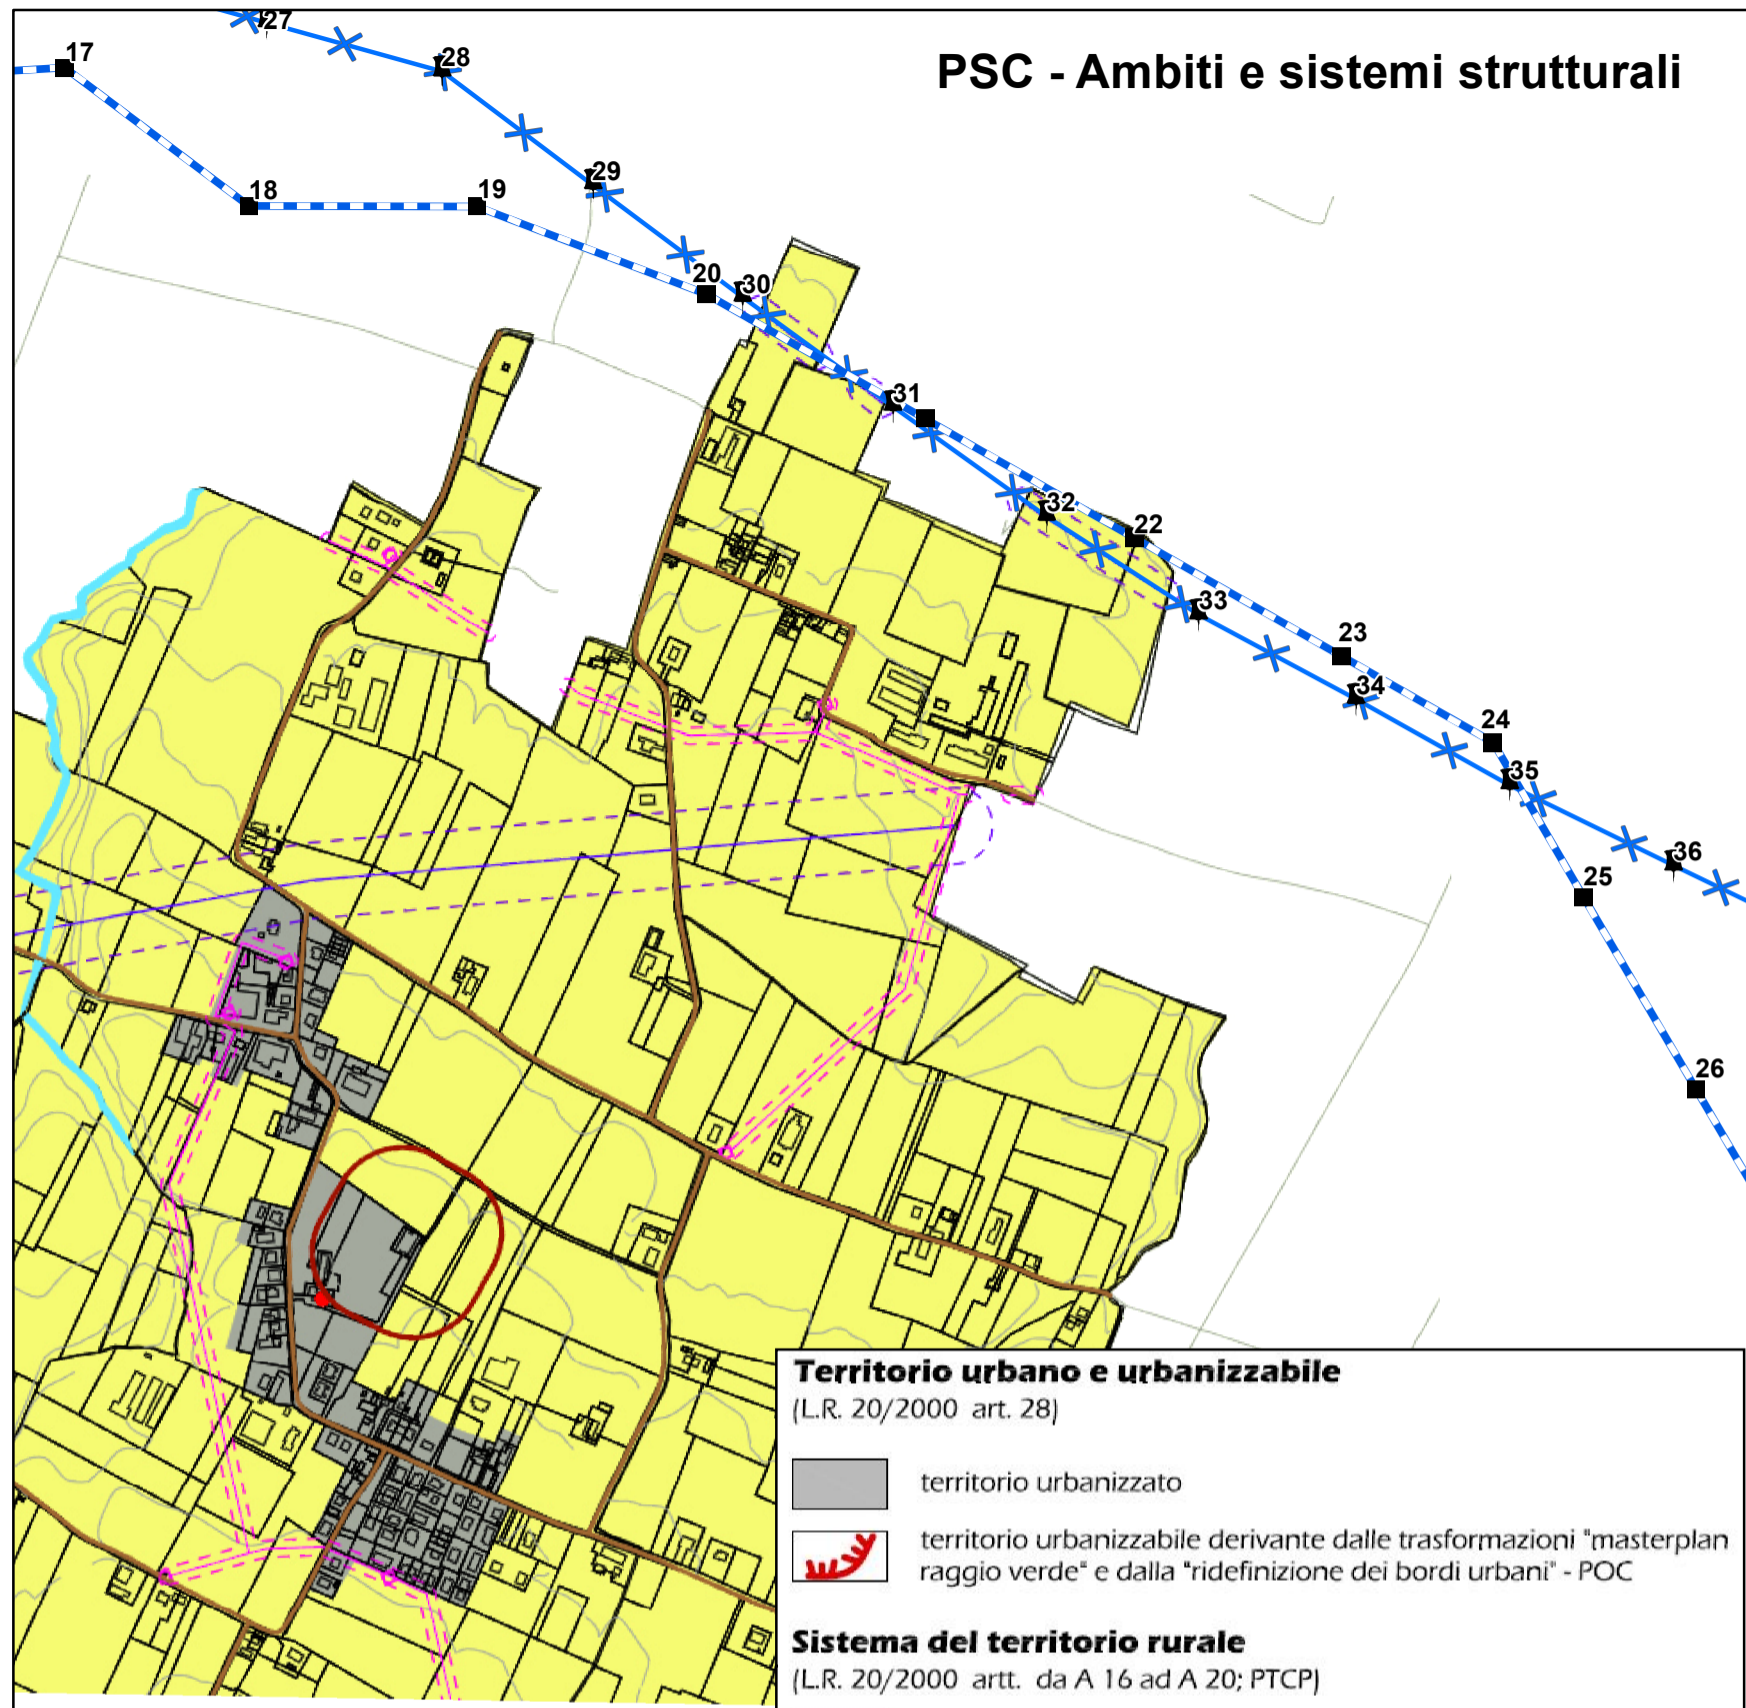 27
17
28
PSC - Ambiti e sistemi strutturali
29
18
19
20
30
31
32
22
33
23
34
24
35
36
25
26
Territorio urbano e urbanizzabile
(L.R. 20/2000 art. 28)
territorio urbanizzato
territorio urbanizzabile derivante dalle trasformazioni "masterplan
raggio verde" e dalla "ridefinizione dei bordi urbani" - POC
Sistema del territorio rurale
(L.R. 20/2000 artt. da A 16 ad A 20; PTCP)